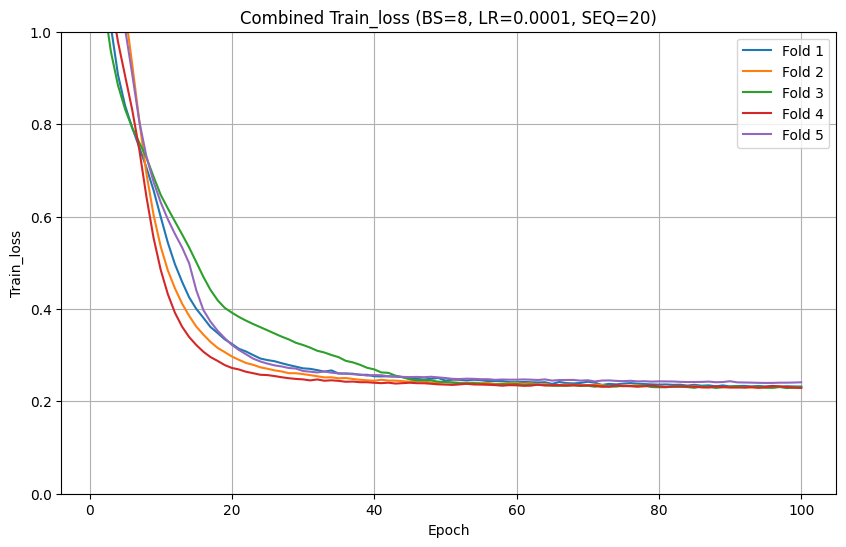 Combined Train_loss (BS=8, LR=0.0001, SEQ=20)
Fold 1
Fold 2
Fold 3
Fold 4
Fold 5
Train_loss
1.0
0.8
0.6
0.4
0.2
0.0
0 20 40 60 80 100
Epoch